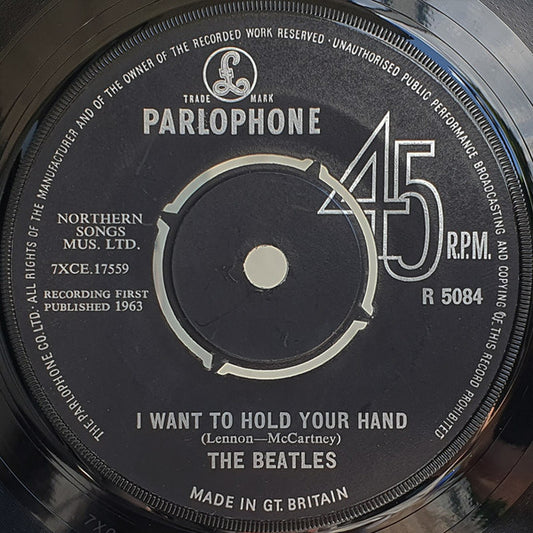 THE PARLOPHONE CO. LTD. · ALL RIGHTS OF THE MANUFACTURER AND OF THE OWNER OF THE RECORDED WORK RESERVED · UNAUTHORISED PUBLIC PERFORMANCE BROADCASTING AND COPYING OF THIS RECORD PROHIBITED
£
TRADE MARK
PARLOPHONE
45
R.P.M.
R 5084
NORTHERN
SONGS
MUS. LTD.
7XCE.17559
RECORDING FIRST
PUBLISHED 1963
I WANT TO HOLD YOUR HAND
(Lennon—McCartney)
THE BEATLES
MADE IN GT. BRITAIN